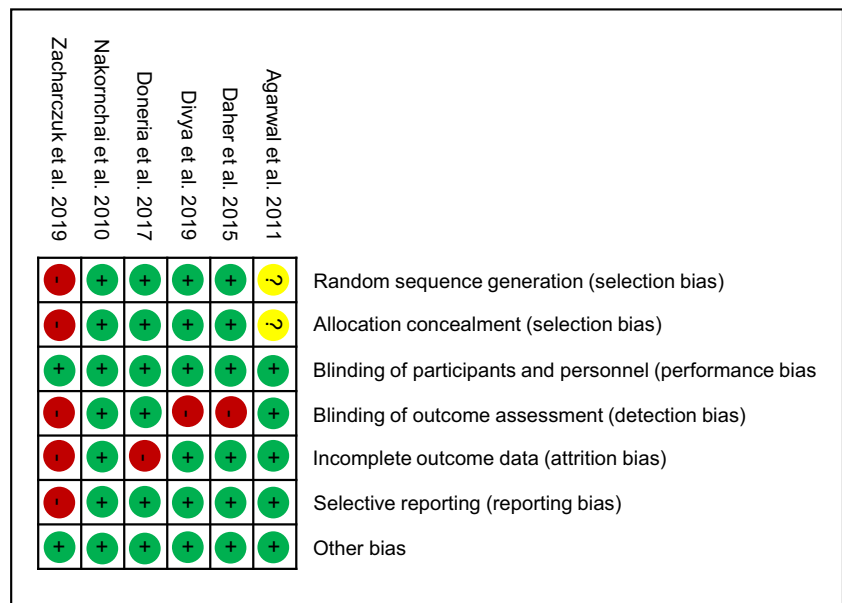 Zacharczuk et al. 2019
Nakornchai et al. 2010
Doneria et al. 2017
Divya et al. 2019
Daher et al. 2015
Agarwal et al. 2011
- + + + + ? Random sequence generation (selection bias)
- + + + + ? Allocation concealment (selection bias)
+ + + + + + Blinding of participants and personnel (performance bias
- + + - - + Blinding of outcome assessment (detection bias)
- + - + + + Incomplete outcome data (attrition bias)
- + + + + + Selective reporting (reporting bias)
+ + + + + + Other bias